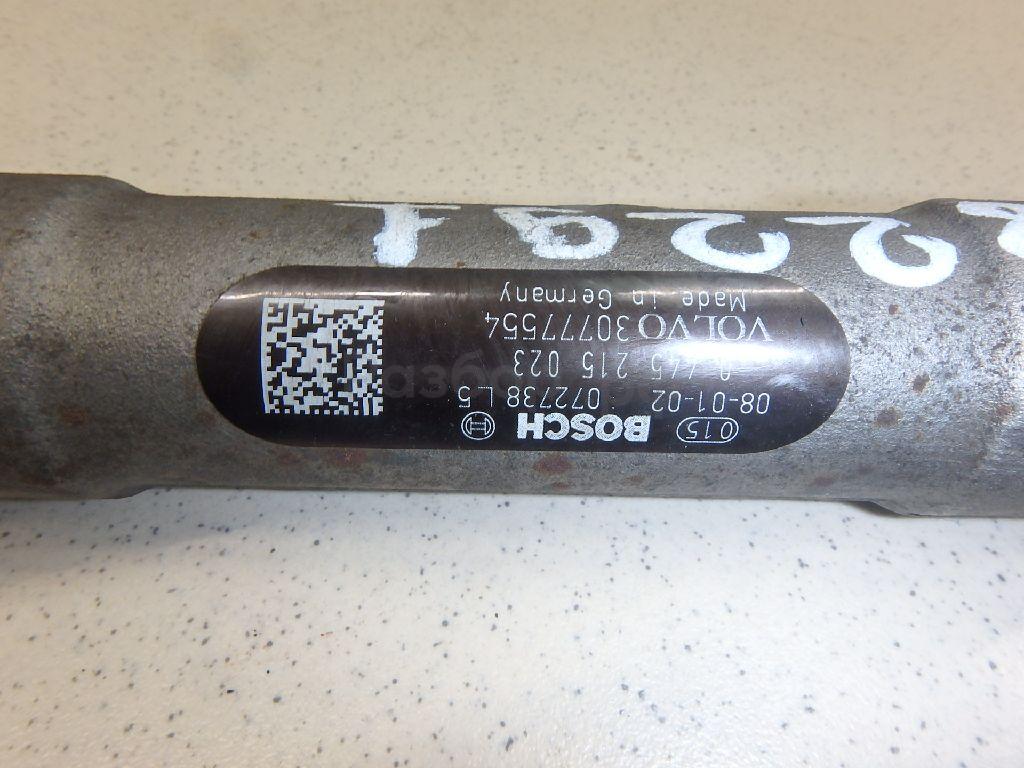 015 BOSCH
08-01-02 072738 L5
0 445 215 023
VOLVO 30777554
Made in Germany